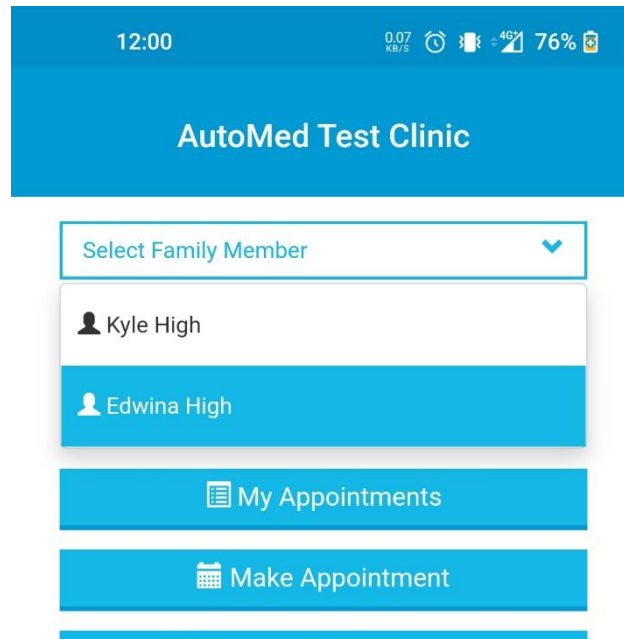 12:00 0.07 KB/S 4G+ 76%
AutoMed Test Clinic
Select Family Member
Kyle High
Edwina High
My Appointments
Make Appointment